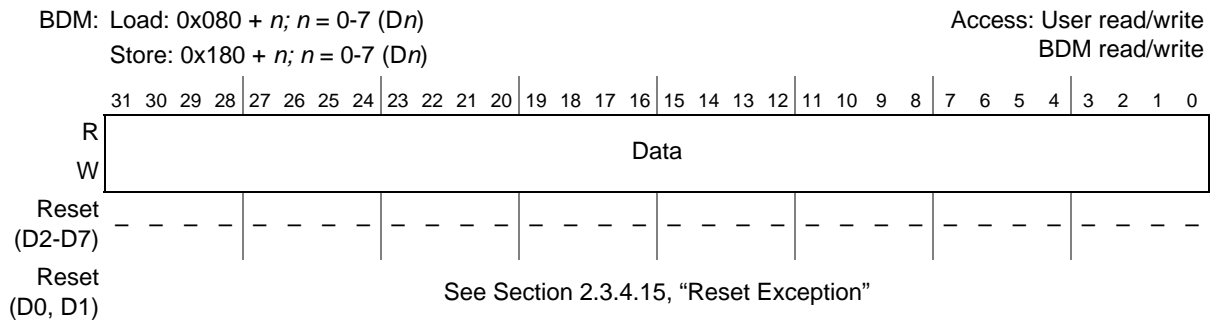 BDM: Load: 0x080 + n; n = 0-7 (Dn) Access: User read/write
Store: 0x180 + n; n = 0-7 (Dn) BDM read/write
31 30 29 28 27 26 25 24 23 22 21 20 19 18 17 16 15 14 13 12 11 10 9 8 7 6 5 4 3 2 1 0
R
Data
W
Reset
(D2-D7) – – – – – – – – – – – – – – – – – – – – – – – – – – – – – – – –
Reset
(D0, D1) See Section 2.3.4.15, “Reset Exception”